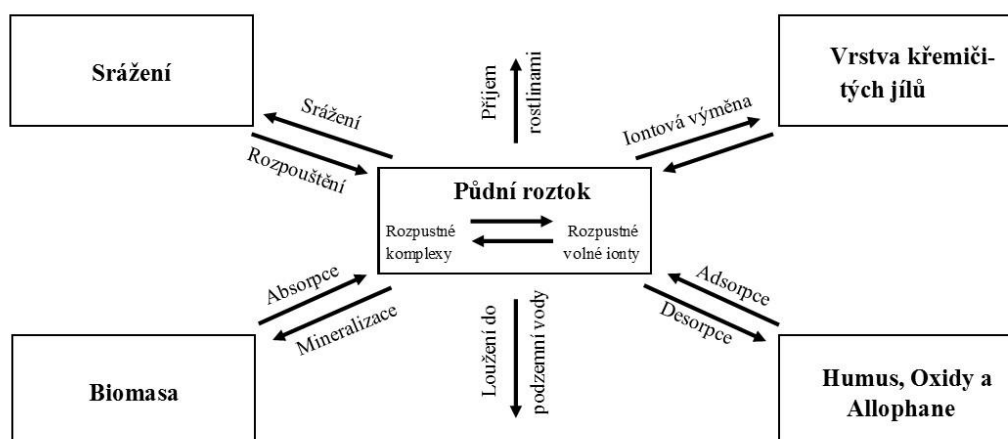 Srážení
Příjem
rostlinami
Vrstva křemiči-
tých jílů
Srážení
Rozpouštění
Iontová výměna
Půdní roztok
Rozpustné
komplexy
Rozpustné
volné ionty
Absorpce
Mineralizace
Loužení do
podzemní vody
Adsorpce
Desorpce
Biomasa
Humus, Oxidy a
Allophane